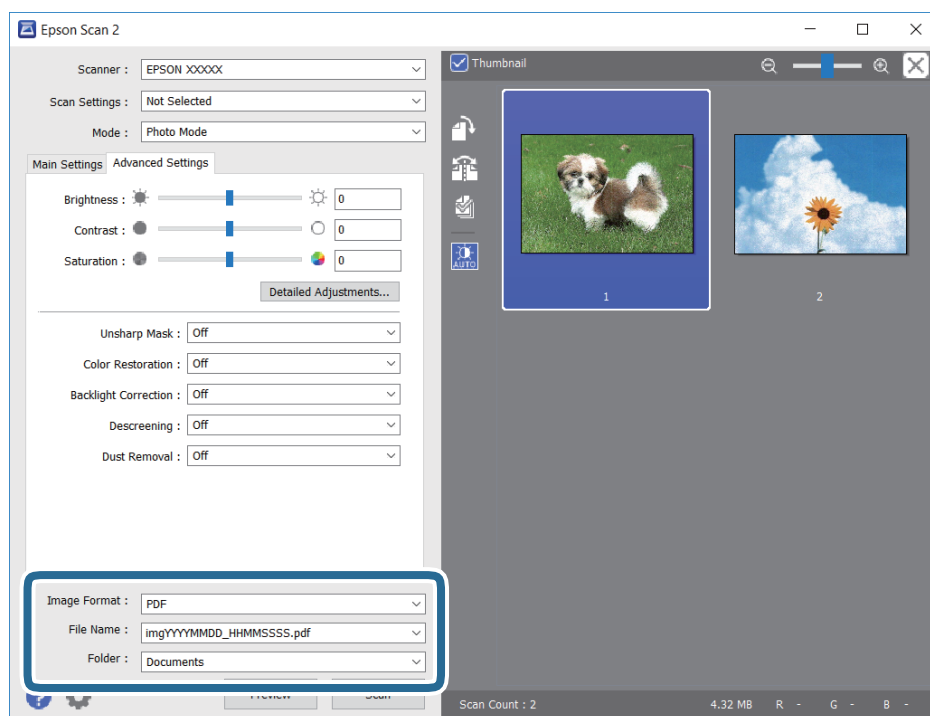 Epson Scan 2
Scanner : EPSON XXXXX
Scan Settings : Not Selected
Mode : Photo Mode
Main Settings Advanced Settings
Brightness : 0
Contrast : 0
Saturation : 0
Detailed Adjustments...
Unsharp Mask : Off
Color Restoration : Off
Backlight Correction : Off
Descreening : Off
Dust Removal : Off
Image Format : PDF
File Name : imgYYYYMMDD_HHMMSSSS.pdf
Folder : Documents
Preview Scan
Thumbnail
AUTO
1
2
Scan Count : 2 4.32 MB R - G - B -